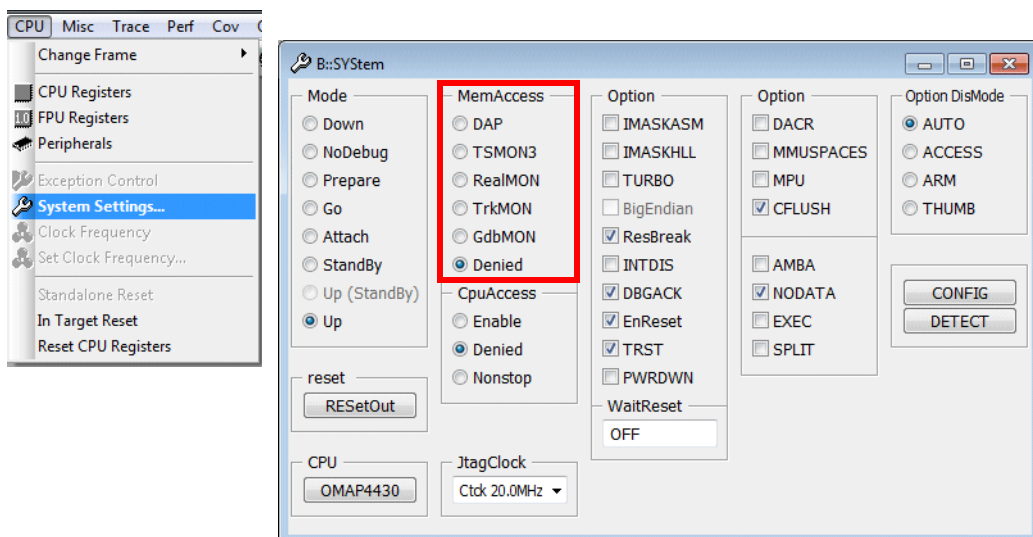 CPU Misc Trace Perf Cov
Change Frame
CPU Registers
FPU Registers
Peripherals
Exception Control
System Settings...
Clock Frequency
Set Clock Frequency...
Standalone Reset
In Target Reset
Reset CPU Registers
B::SYStem
Mode
Down
NoDebug
Prepare
Go
Attach
StandBy
Up (StandBy)
Up
reset
RESetOut
CPU
OMAP4430
MemAccess
DAP
TSMON3
RealMON
TrkMON
GdbMON
Denied
CpuAccess
Enable
Denied
Nonstop
JtagClock
Ctck 20.0MHz
Option
IMASKASM
IMASKHLL
TURBO
BigEndian
ResBreak
INTDIS
DBGACK
EnReset
TRST
PWRDWN
WaitReset
OFF
Option
DACR
MMUSPACES
MPU
CFLUSH
AMBA
NODATA
EXEC
SPLIT
Option DisMode
AUTO
ACCESS
ARM
THUMB
CONFIG
DETECT